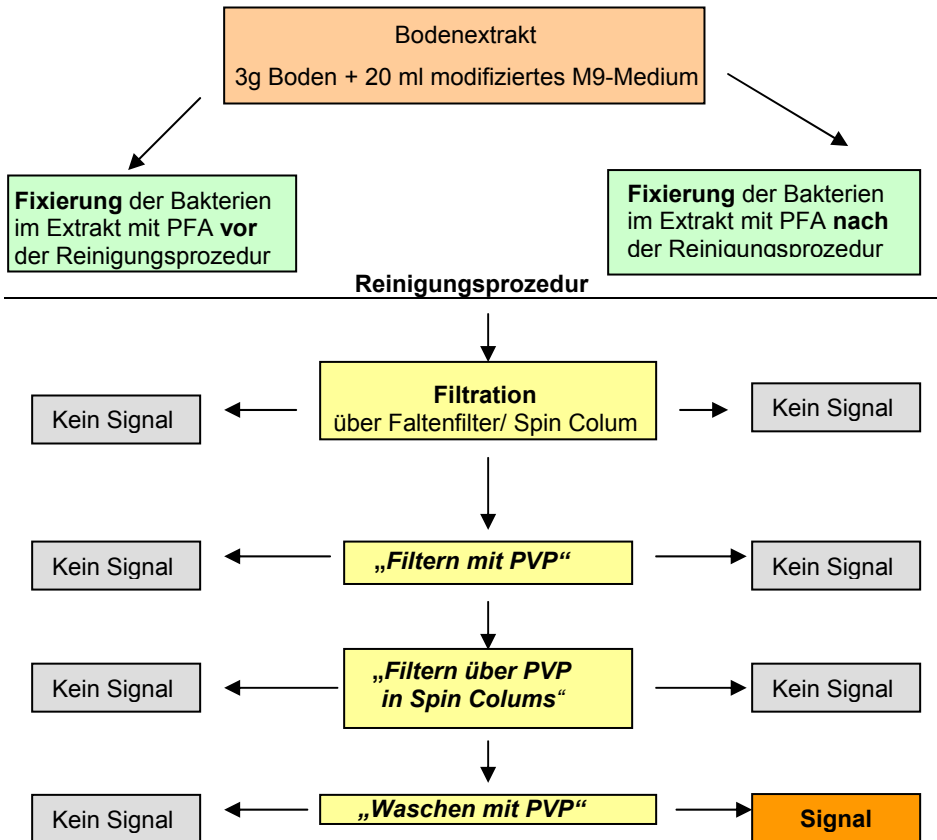 Bodenextrakt
3g Boden + 20 ml modifiziertes M9-Medium
Fixierung der Bakterien
im Extrakt mit PFA vor
der Reinigungsprozedur
Fixierung der Bakterien
im Extrakt mit PFA nach
der Reinigungsprozedur
Reinigungsprozedur
Kein Signal
Filtration
über Faltenfilter/ Spin Colum
Kein Signal
Kein Signal
„Filtern mit PVP“
Kein Signal
Kein Signal
„Filtern über PVP
in Spin Colums“
Kein Signal
Kein Signal
„Waschen mit PVP“
Signal